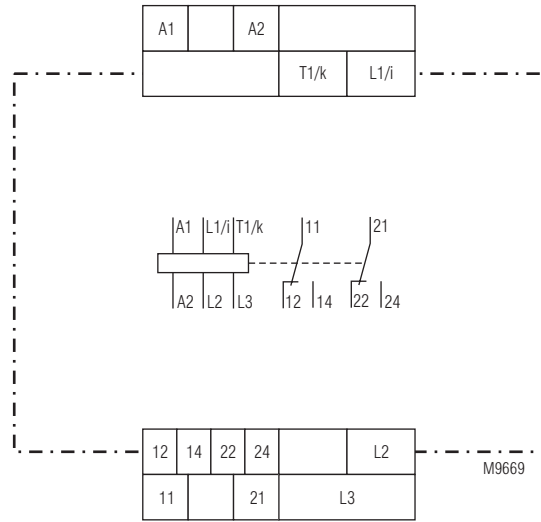 A1 A2
T1/k L1/i
A1 L1/i T1/k 11 21
A2 L2 L3 12 14 22 24
12 14 22 24 L2
M9669
11 21 L3